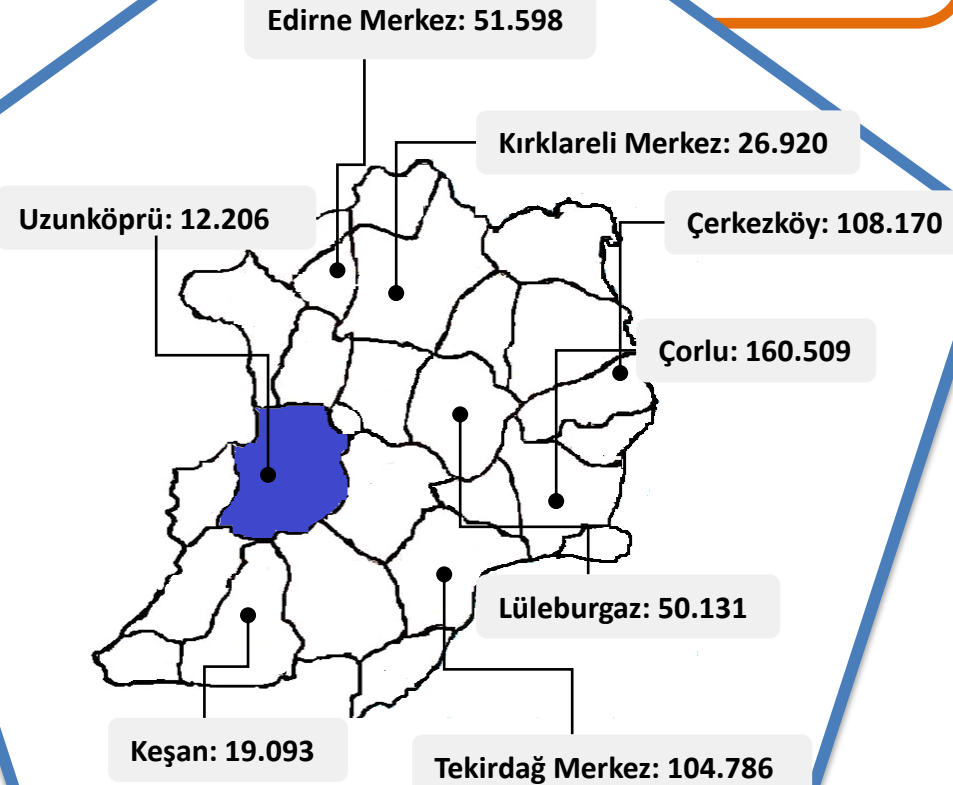 Edirne Merkez: 51.598
Kırklareli Merkez: 26.920
Uzunköprü: 12.206
Çerkezköy: 108.170
Çorlu: 160.509
Lüleburgaz: 50.131
Keşan: 19.093
Tekirdağ Merkez: 104.786